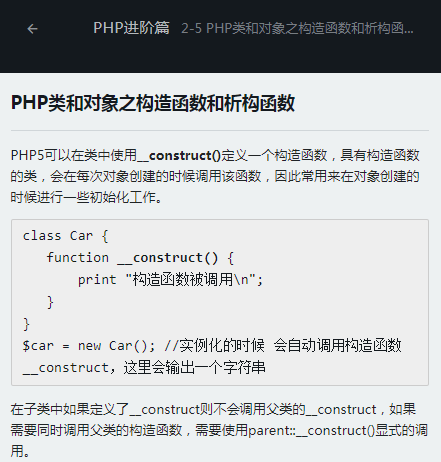 PHP进阶篇 2-5 PHP类和对象之构造函数和析构函...
PHP类和对象之构造函数和析构函数
PHP5可以在类中使用__construct()定义一个构造函数，具有构造函数
的类，会在每次对象创建的时候调用该函数，因此常用来在对象创建的
时候进行一些初始化工作。
class Car {
function __construct() {
print "构造函数被调用\n";
}
}
$car = new Car(); //实例化的时候 会自动调用构造函数
__construct，这里会输出一个字符串
在子类中如果定义了__construct则不会调用父类的__construct，如果
需要同时调用父类的构造函数，需要使用parent::__construct()显式的调
用。